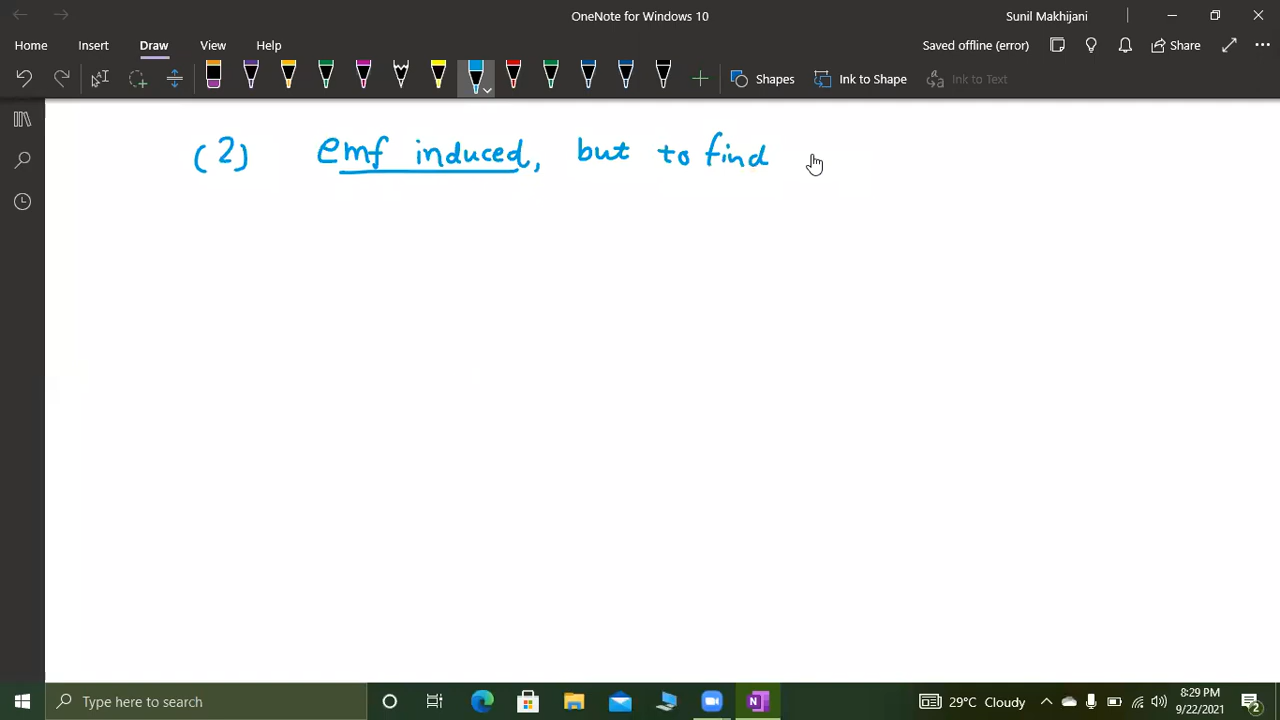 OneNote for Windows 10
Sunil Makhijani
Home Insert Draw View Help
Saved offline (error)
Share
Shapes
Ink to Shape
Ink to Text
(2) emf induced, but to find
Type here to search
29°C Cloudy
8:29 PM
9/22/2021
2